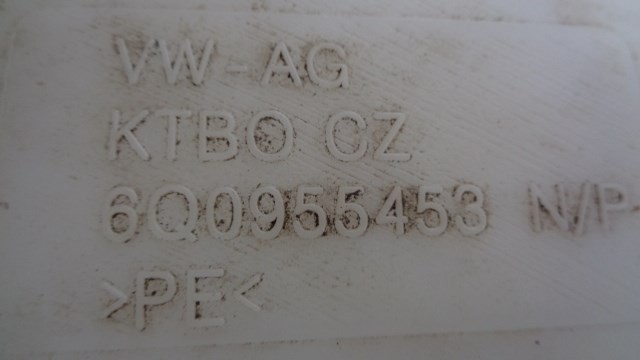 VW-AG
KTBO CZ
6Q0955453 N/P
>PE<